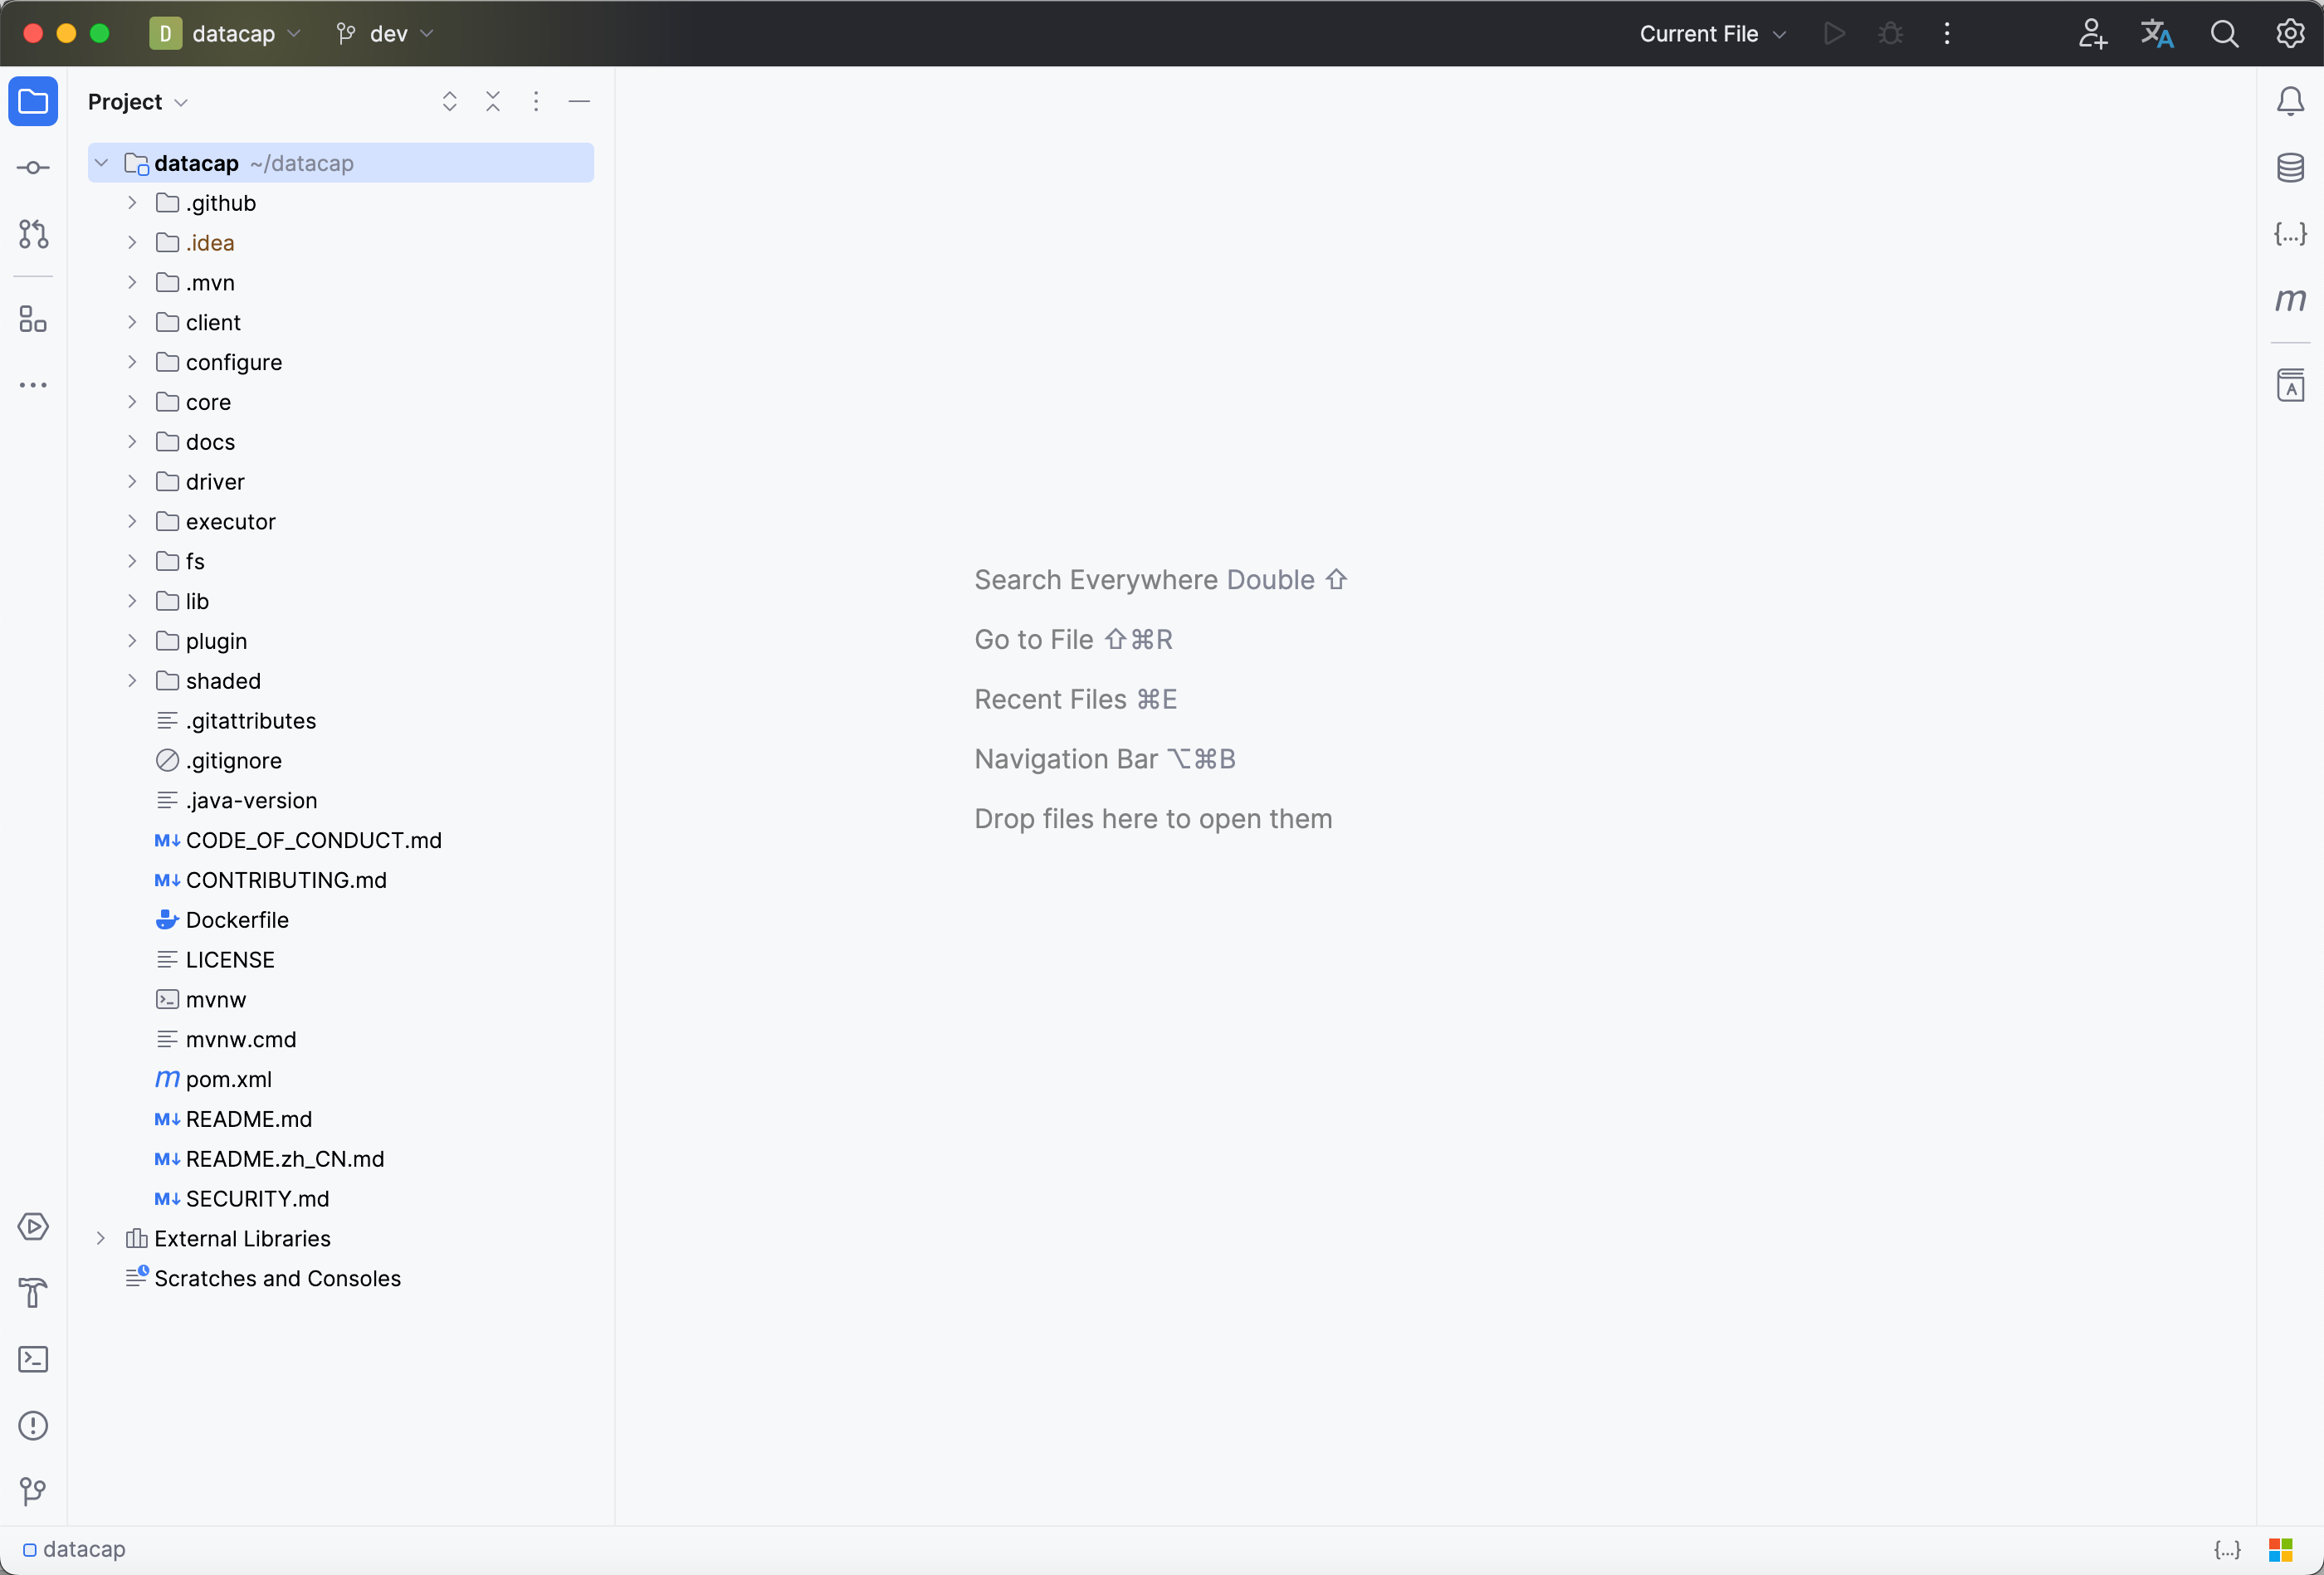 D datacap dev Current File
Project
datacap ~/datacap
.github
.idea
.mvn
client
configure
core
docs
driver
executor
fs
lib
plugin
shaded
.gitattributes
.gitignore
.java-version
M↓ CODE_OF_CONDUCT.md
M↓ CONTRIBUTING.md
Dockerfile
LICENSE
mvnw
mvnw.cmd
m pom.xml
M↓ README.md
M↓ README.zh_CN.md
M↓ SECURITY.md
External Libraries
Scratches and Consoles
Search Everywhere Double ⇧
Go to File ⇧⌘R
Recent Files ⌘E
Navigation Bar ⌥⌘B
Drop files here to open them
{...}
m
A
datacap
{...}